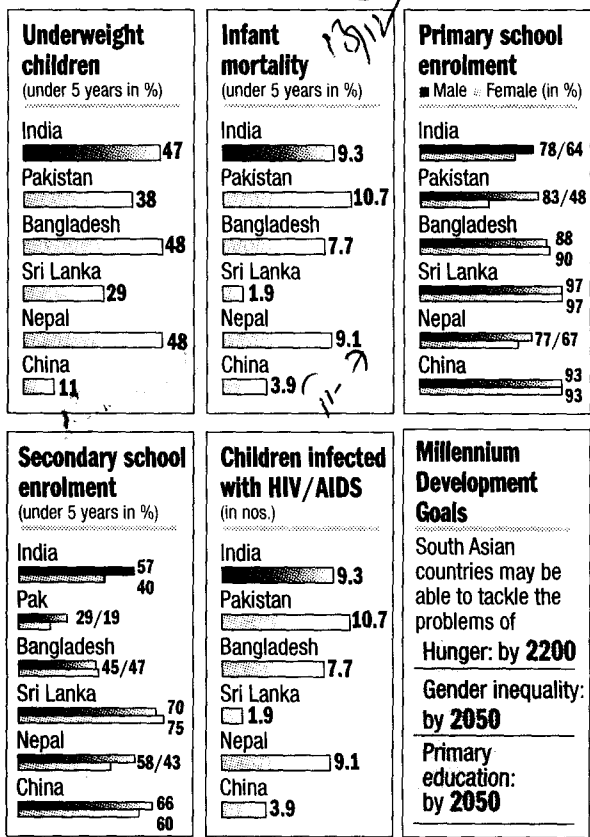 Underweight
children
(under 5 years in %)
India
47
Pakistan
38
Bangladesh
48
Sri Lanka
29
Nepal
48
China
11
13/12
Infant
mortality
(under 5 years in %)
India
9.3
Pakistan
10.7
Bangladesh
7.7
Sri Lanka
1.9
Nepal
9.1
China
3.9
Primary school
enrolment
Male Female (in %)
India
78/64
Pakistan
83/48
Bangladesh
88
90
Sri Lanka
97
97
Nepal
77/67
China
93
93
Secondary school
enrolment
(under 5 years in %)
India
57
40
Pak
29/19
Bangladesh
45/47
Sri Lanka
70
75
Nepal
58/43
China
66
60
Children infected
with HIV/AIDS
(in nos.)
India
9.3
Pakistan
10.7
Bangladesh
7.7
Sri Lanka
1.9
Nepal
9.1
China
3.9
Millennium
Development
Goals
South Asian
countries may be
able to tackle the
problems of
Hunger: by 2200
Gender inequality:
by 2050
Primary
education:
by 2050